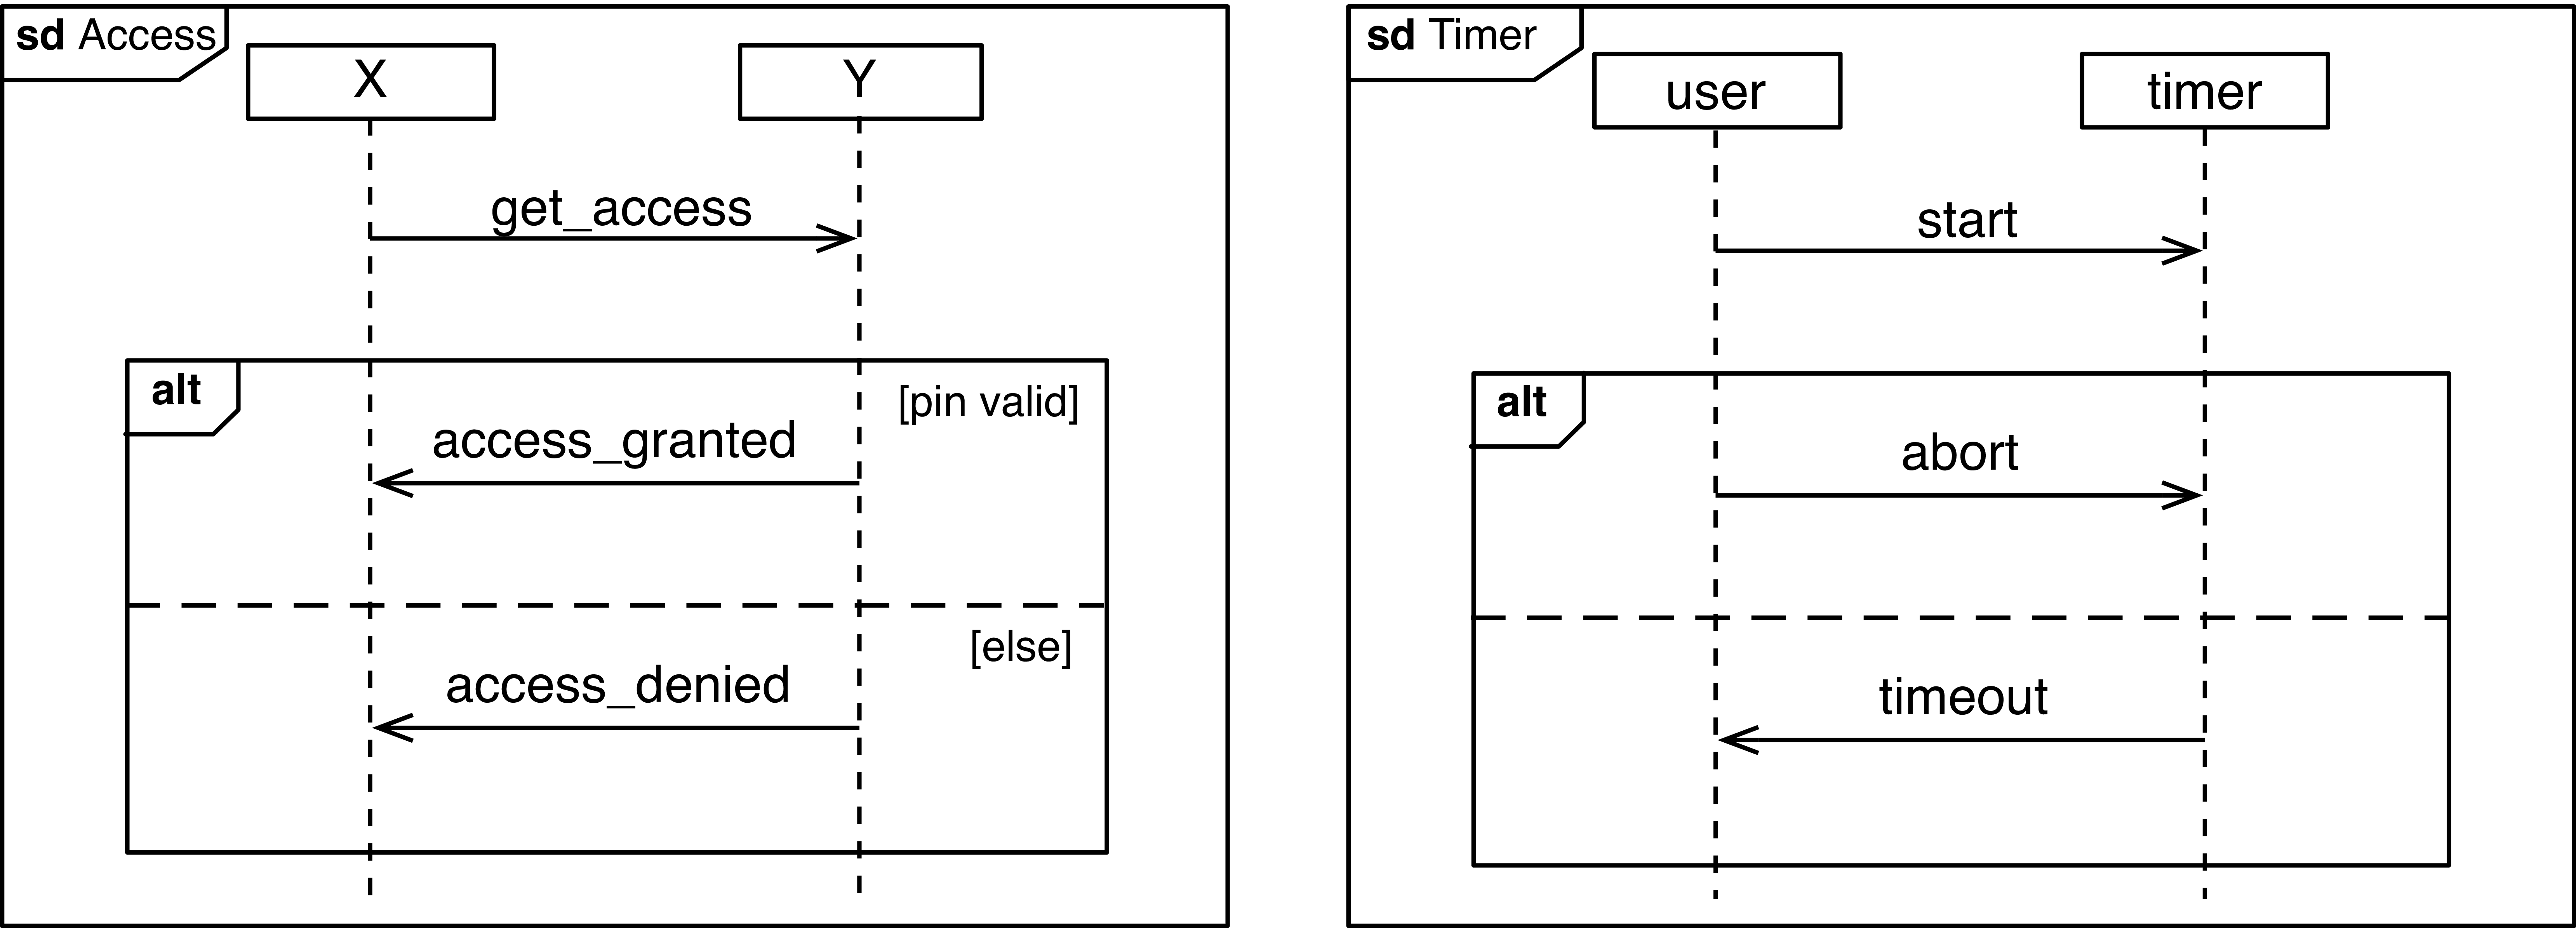 sd Access
X
Y
get_access
alt
[pin valid]
access_granted
[else]
access_denied
sd Timer
user
timer
start
alt
abort
timeout